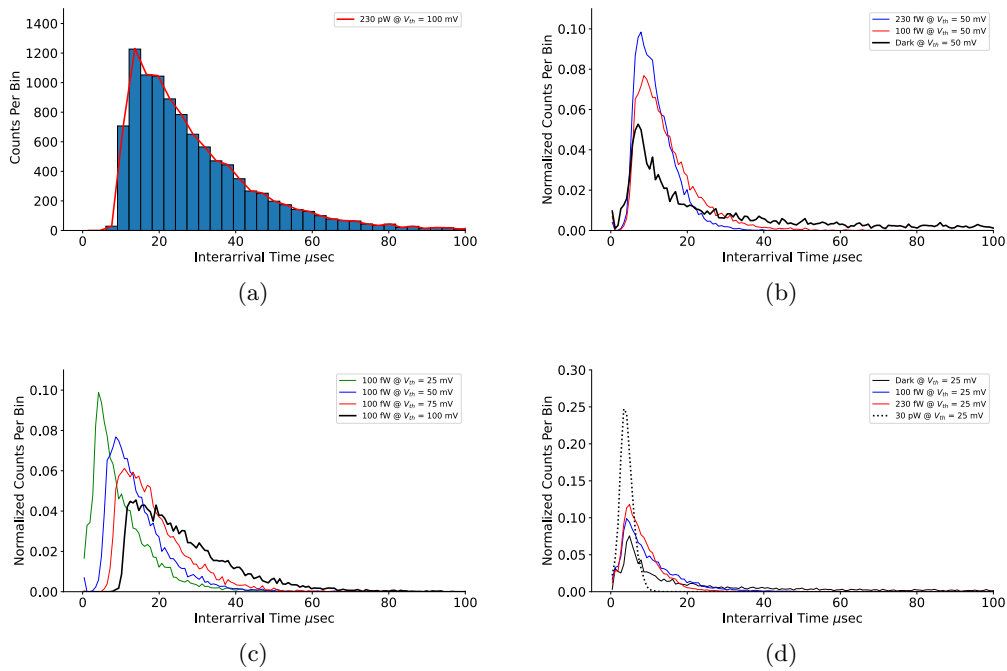 230 pW @ V_th = 100 mV
Counts Per Bin
1400
1200
1000
800
600
400
200
0
0 20 40 60 80 100
Interarrival Time μsec
(a)
230 fW @ V_th = 50 mV
100 fW @ V_th = 50 mV
Dark @ V_th = 50 mV
Normalized Counts Per Bin
0.10
0.08
0.06
0.04
0.02
0.00
0 20 40 60 80 100
Interarrival Time μsec
(b)
100 fW @ V_th = 25 mV
100 fW @ V_th = 50 mV
100 fW @ V_th = 75 mV
100 fW @ V_th = 100 mV
Normalized Counts Per Bin
0.10
0.08
0.06
0.04
0.02
0.00
0 20 40 60 80 100
Interarrival Time μsec
(c)
Dark @ V_th = 25 mV
100 fW @ V_th = 25 mV
230 fW @ V_th = 25 mV
30 pW @ V_th = 25 mV
Normalized Counts Per Bin
0.30
0.25
0.20
0.15
0.10
0.05
0.00
0 20 40 60 80 100
Interarrival Time μsec
(d)